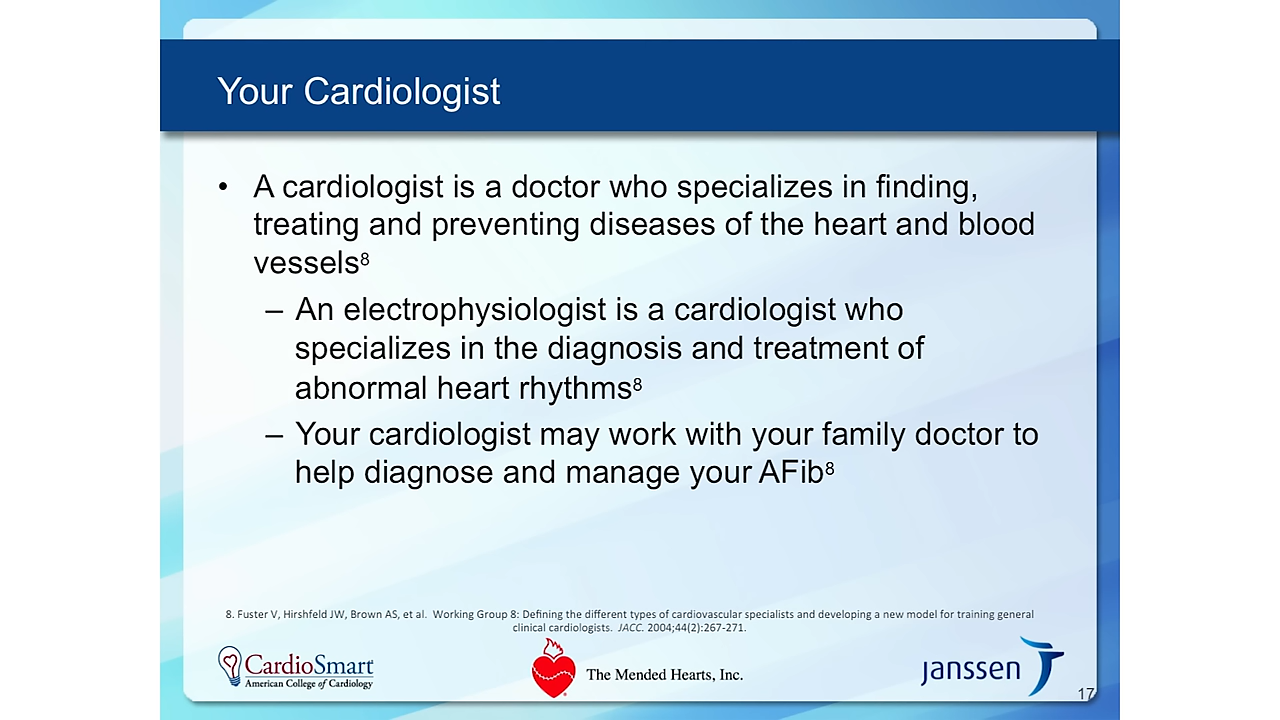 Your Cardiologist
• A cardiologist is a doctor who specializes in finding,
treating and preventing diseases of the heart and blood
vessels8
– An electrophysiologist is a cardiologist who
specializes in the diagnosis and treatment of
abnormal heart rhythms8
– Your cardiologist may work with your family doctor to
help diagnose and manage your AFib8
8. Fuster V, Hirshfeld JW, Brown AS, et al. Working Group 8: Defining the different types of cardiovascular specialists and developing a new model for training general
clinical cardiologists. JACC. 2004;44(2):267-271.
CardioSmart
American College of Cardiology
The Mended Hearts, Inc.
janssen
17